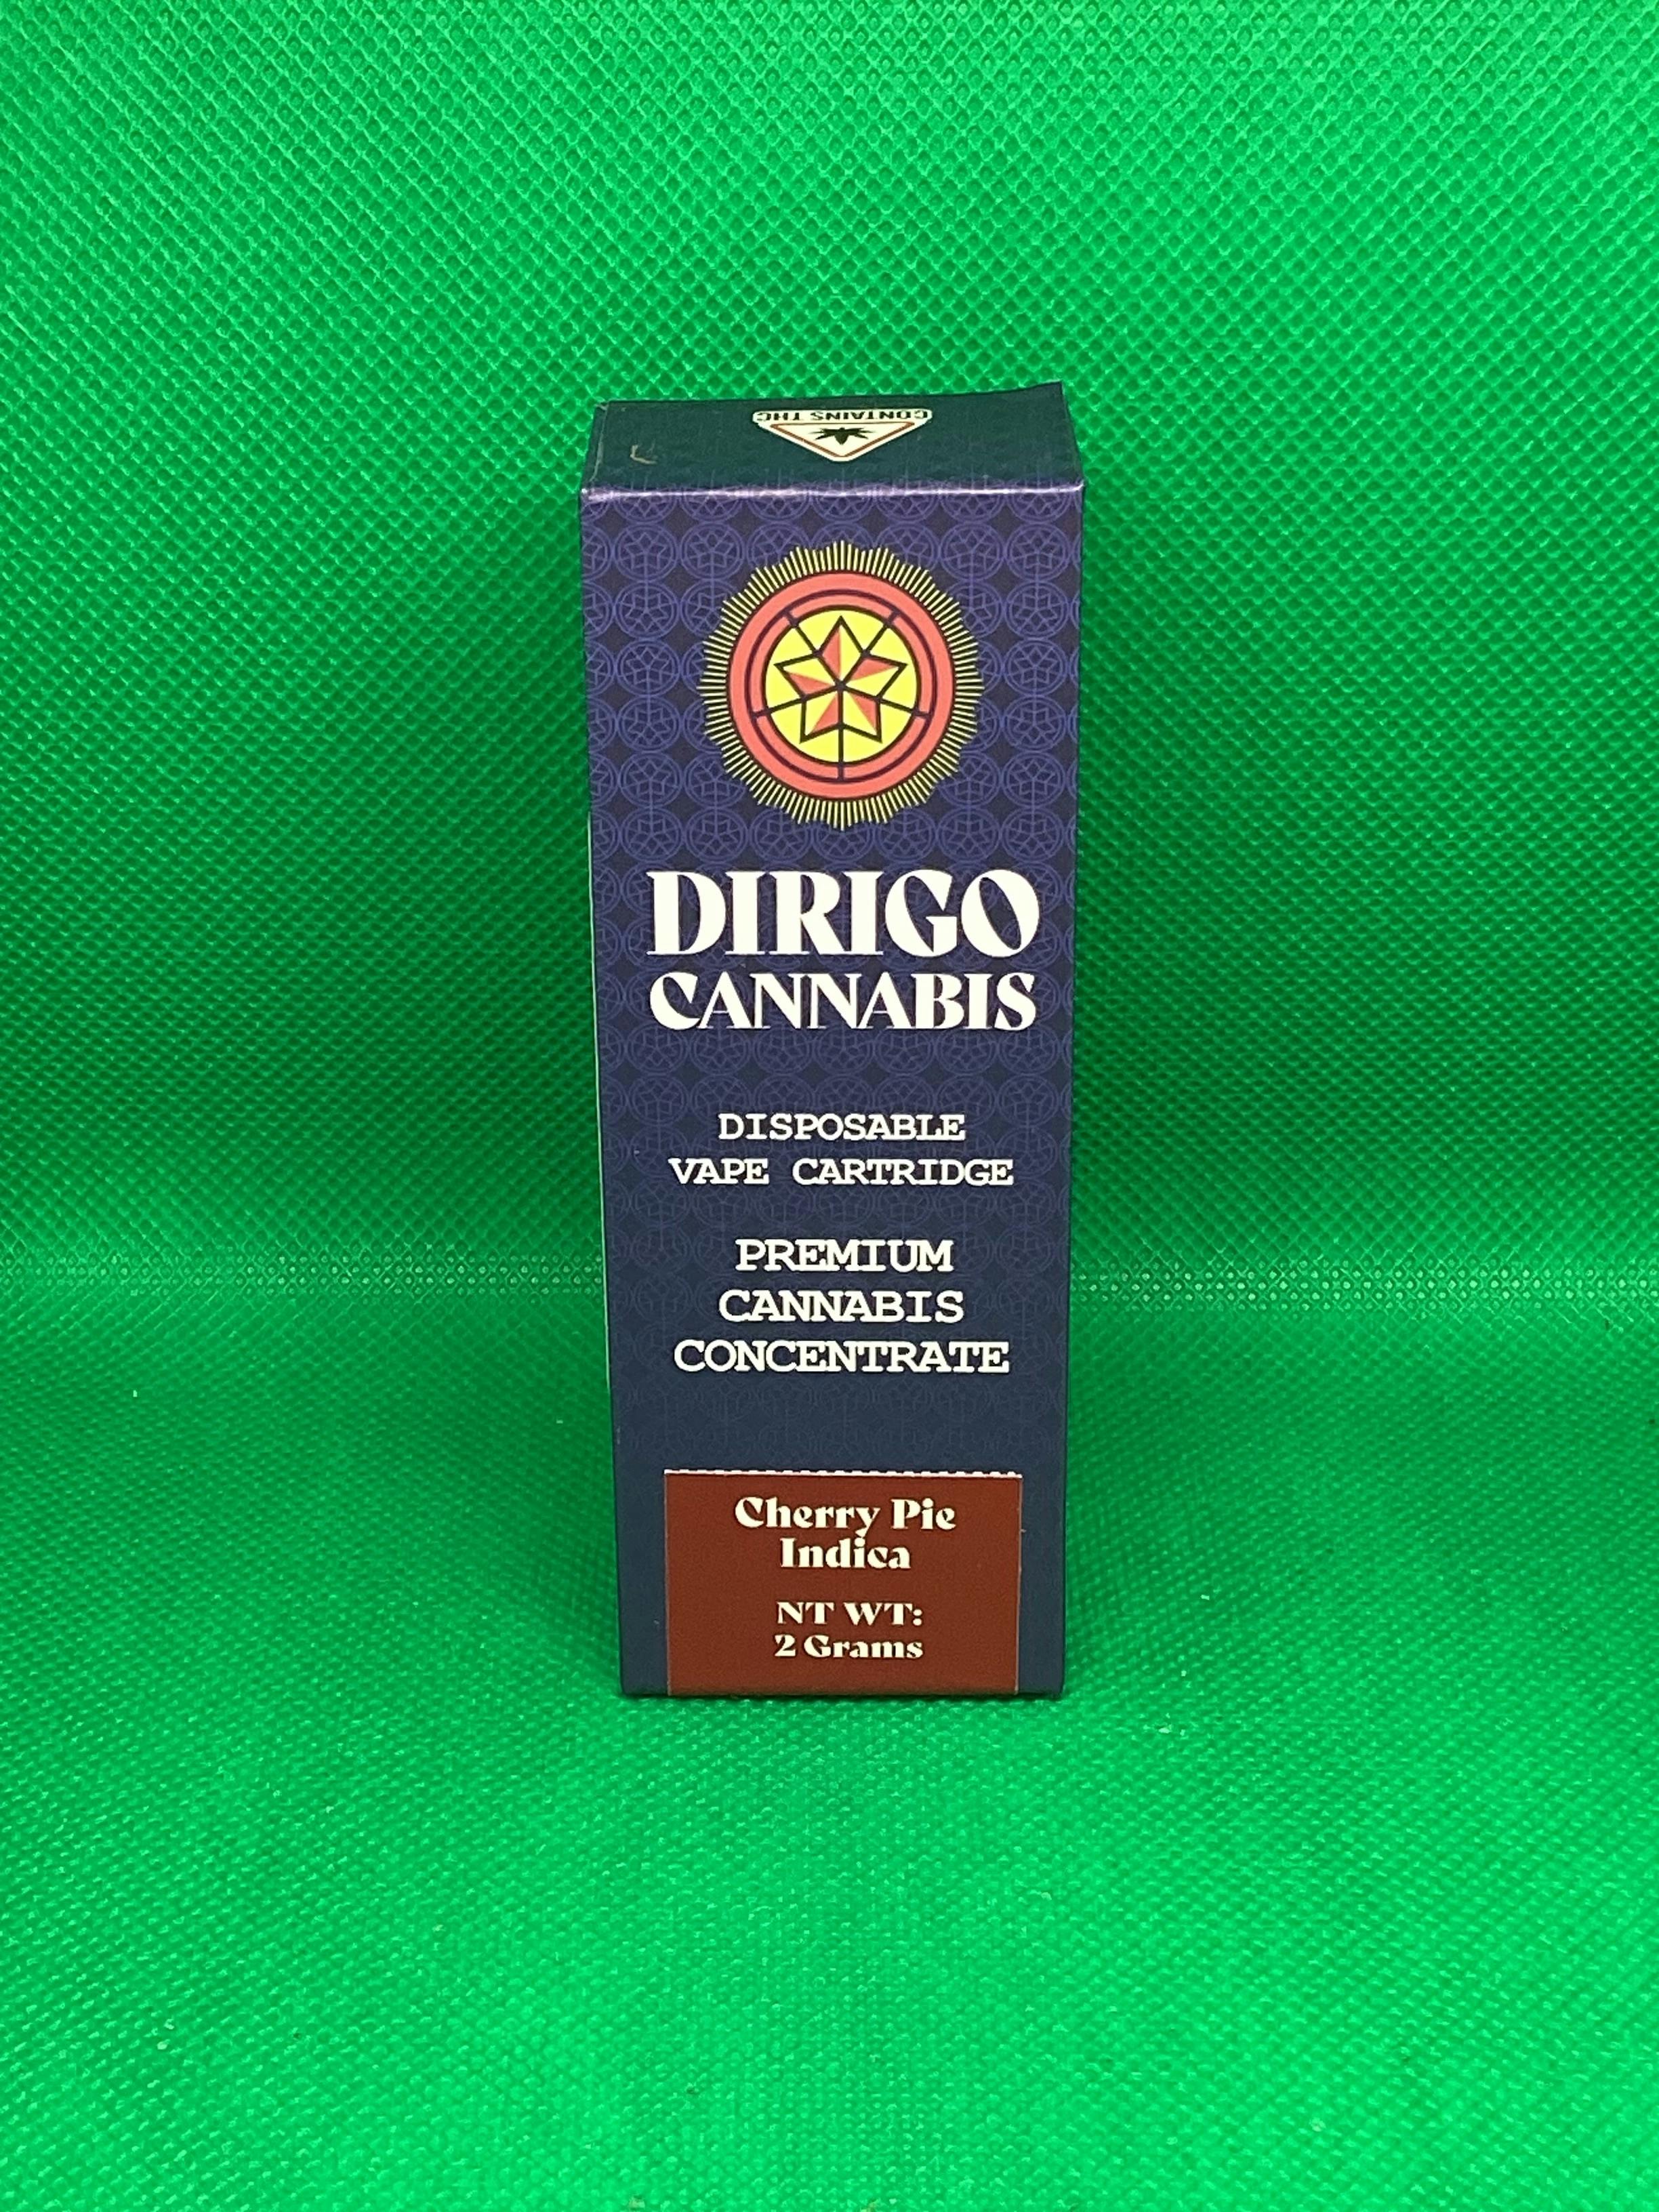 CONTAINS THC
DIRIGO
CANNABIS
DISPOSABLE
VAPE CARTRIDGE
PREMIUM
CANNABIS
CONCENTRATE
Cherry Pie
Indica
NT WT:
2 Grams